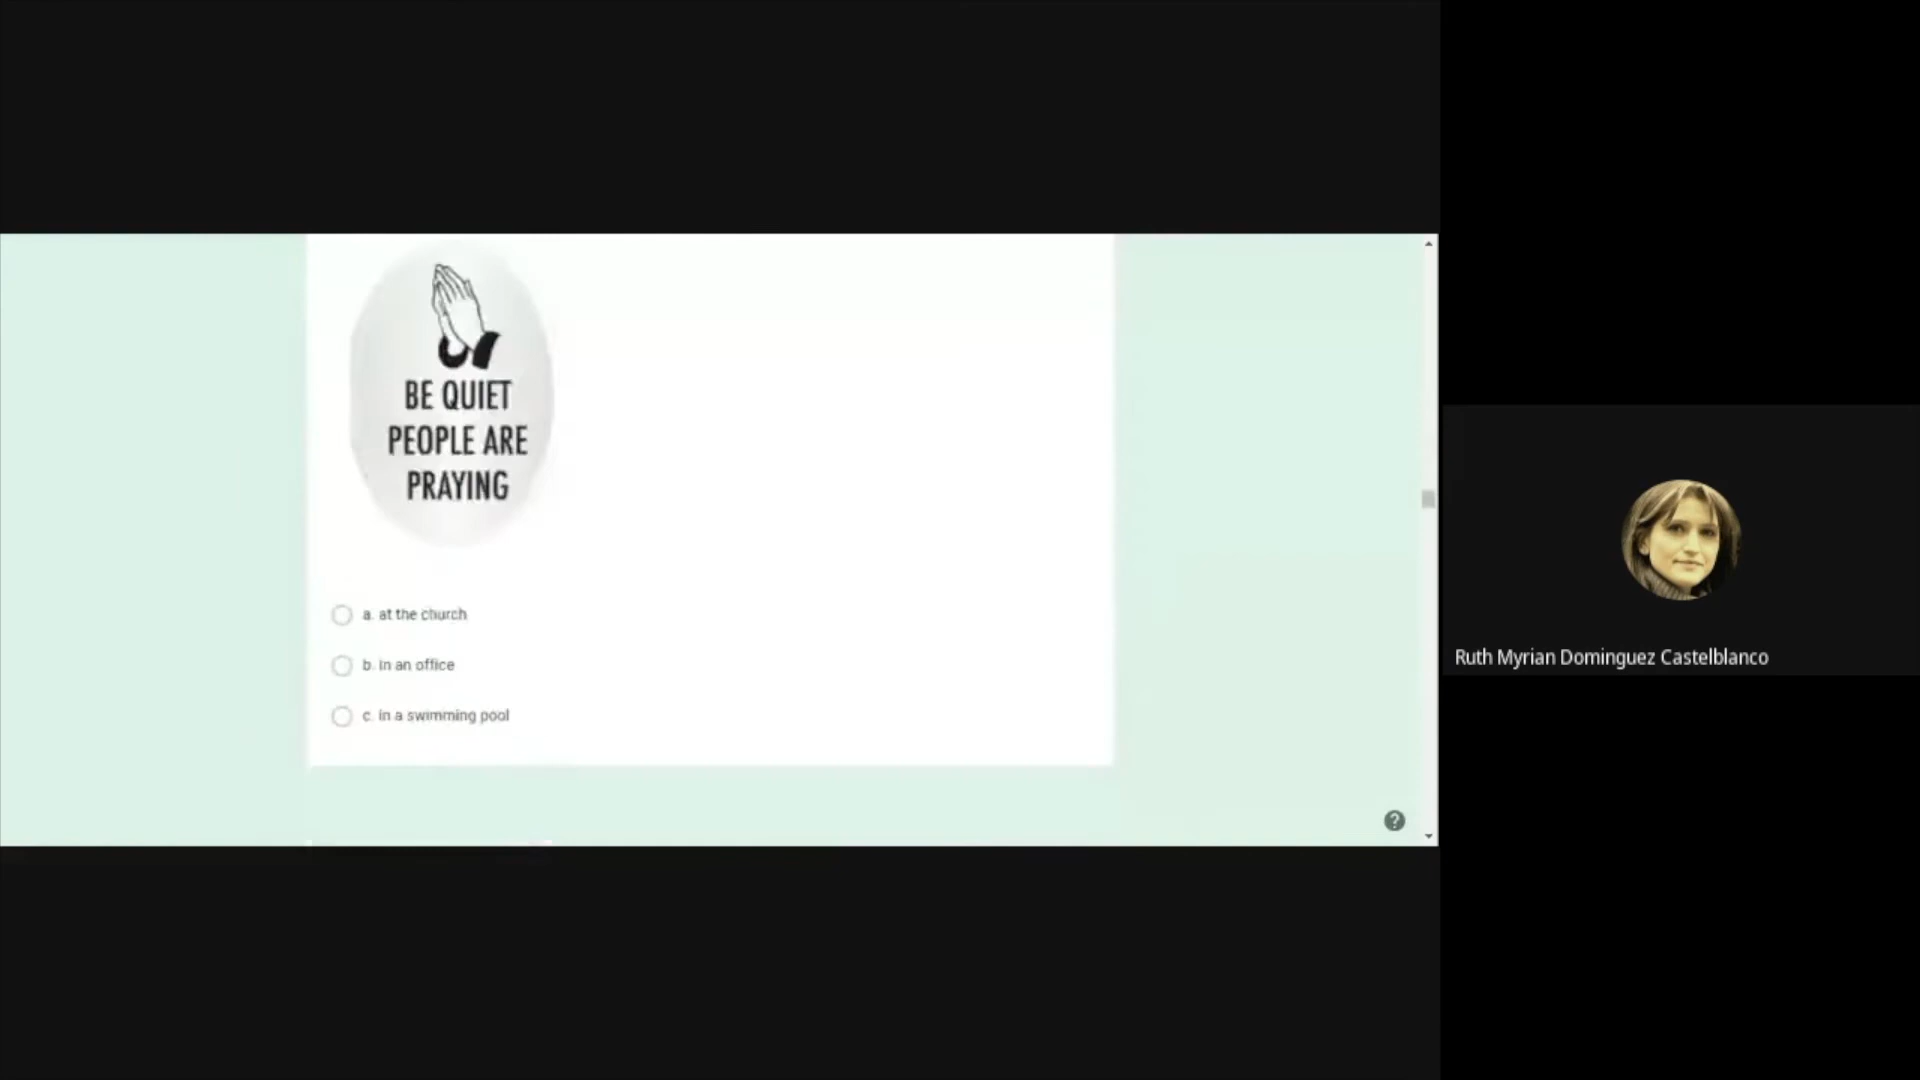 BE QUIET
PEOPLE ARE
PRAYING
a. at the church
b. in an office
c. in a swimming pool
Ruth Myrian Dominguez Castelblanco